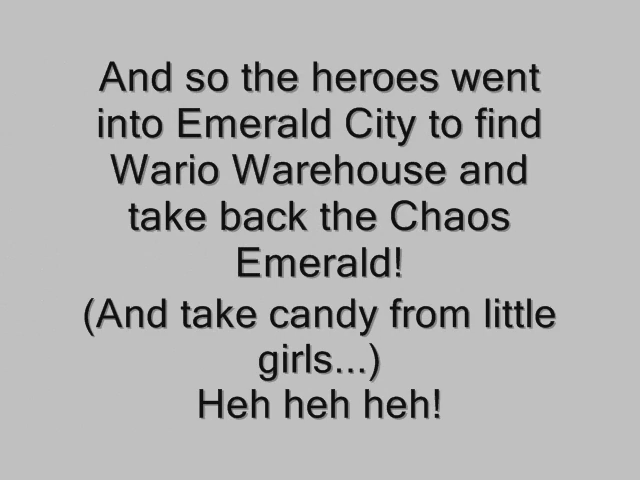 And so the heroes went
into Emerald City to find
Wario Warehouse and
take back the Chaos
Emerald!
(And take candy from little
girls...)
Heh heh heh!